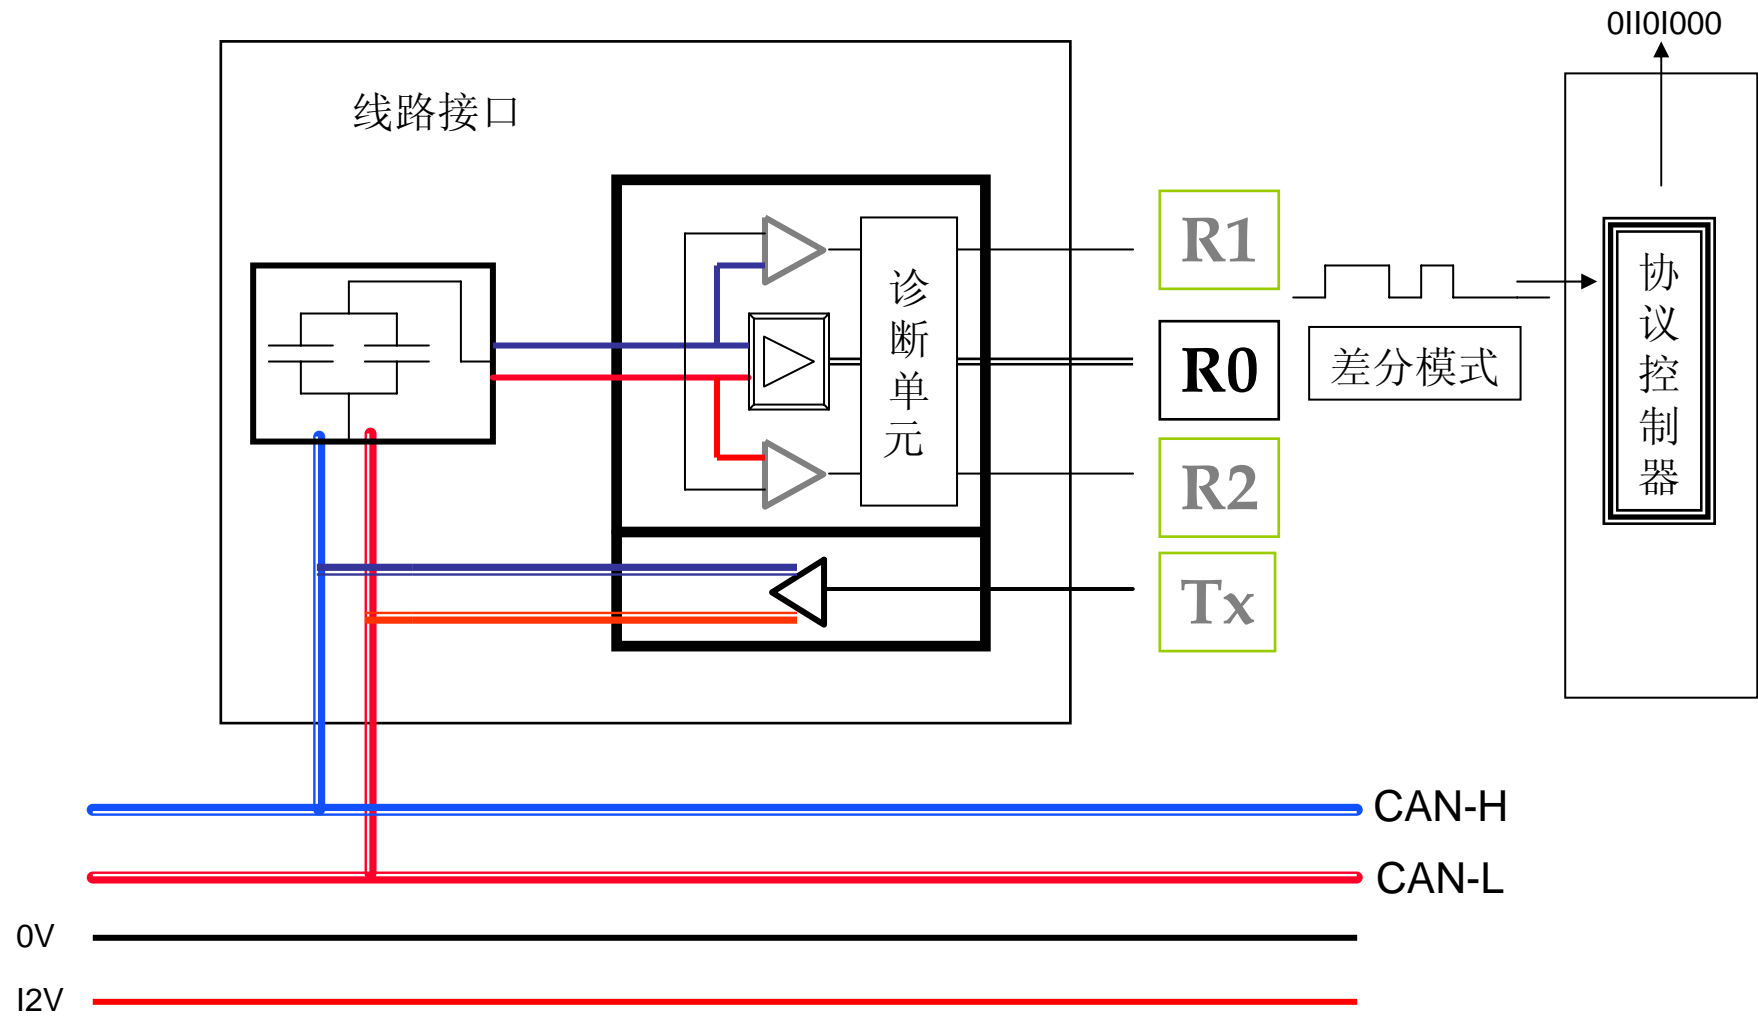 0II0I000
线路接口
R1
诊断单元
协议控制器
R0
差分模式
R2
Tx
CAN-H
CAN-L
0V
I2V